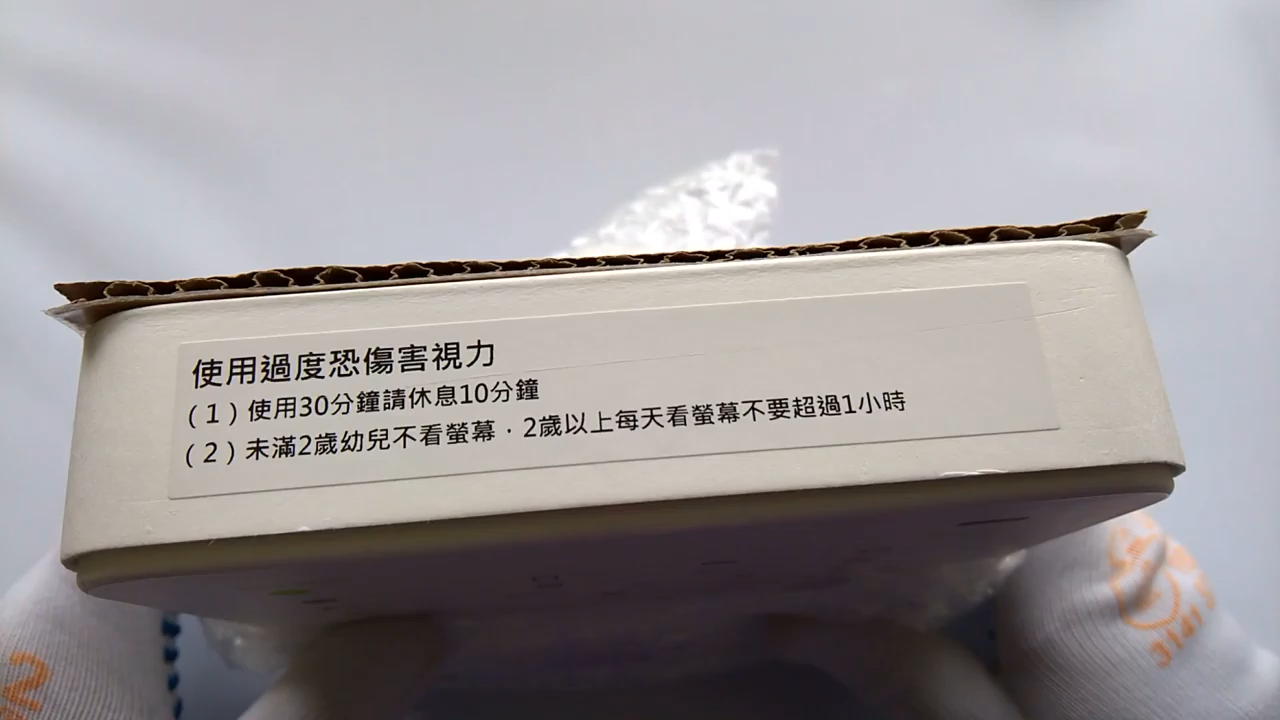 使用過度恐傷害視力
(1)使用30分鐘請休息10分鐘
(2)未滿2歲幼兒不看螢幕．2歲以上每天看螢幕不要超過1小時
2